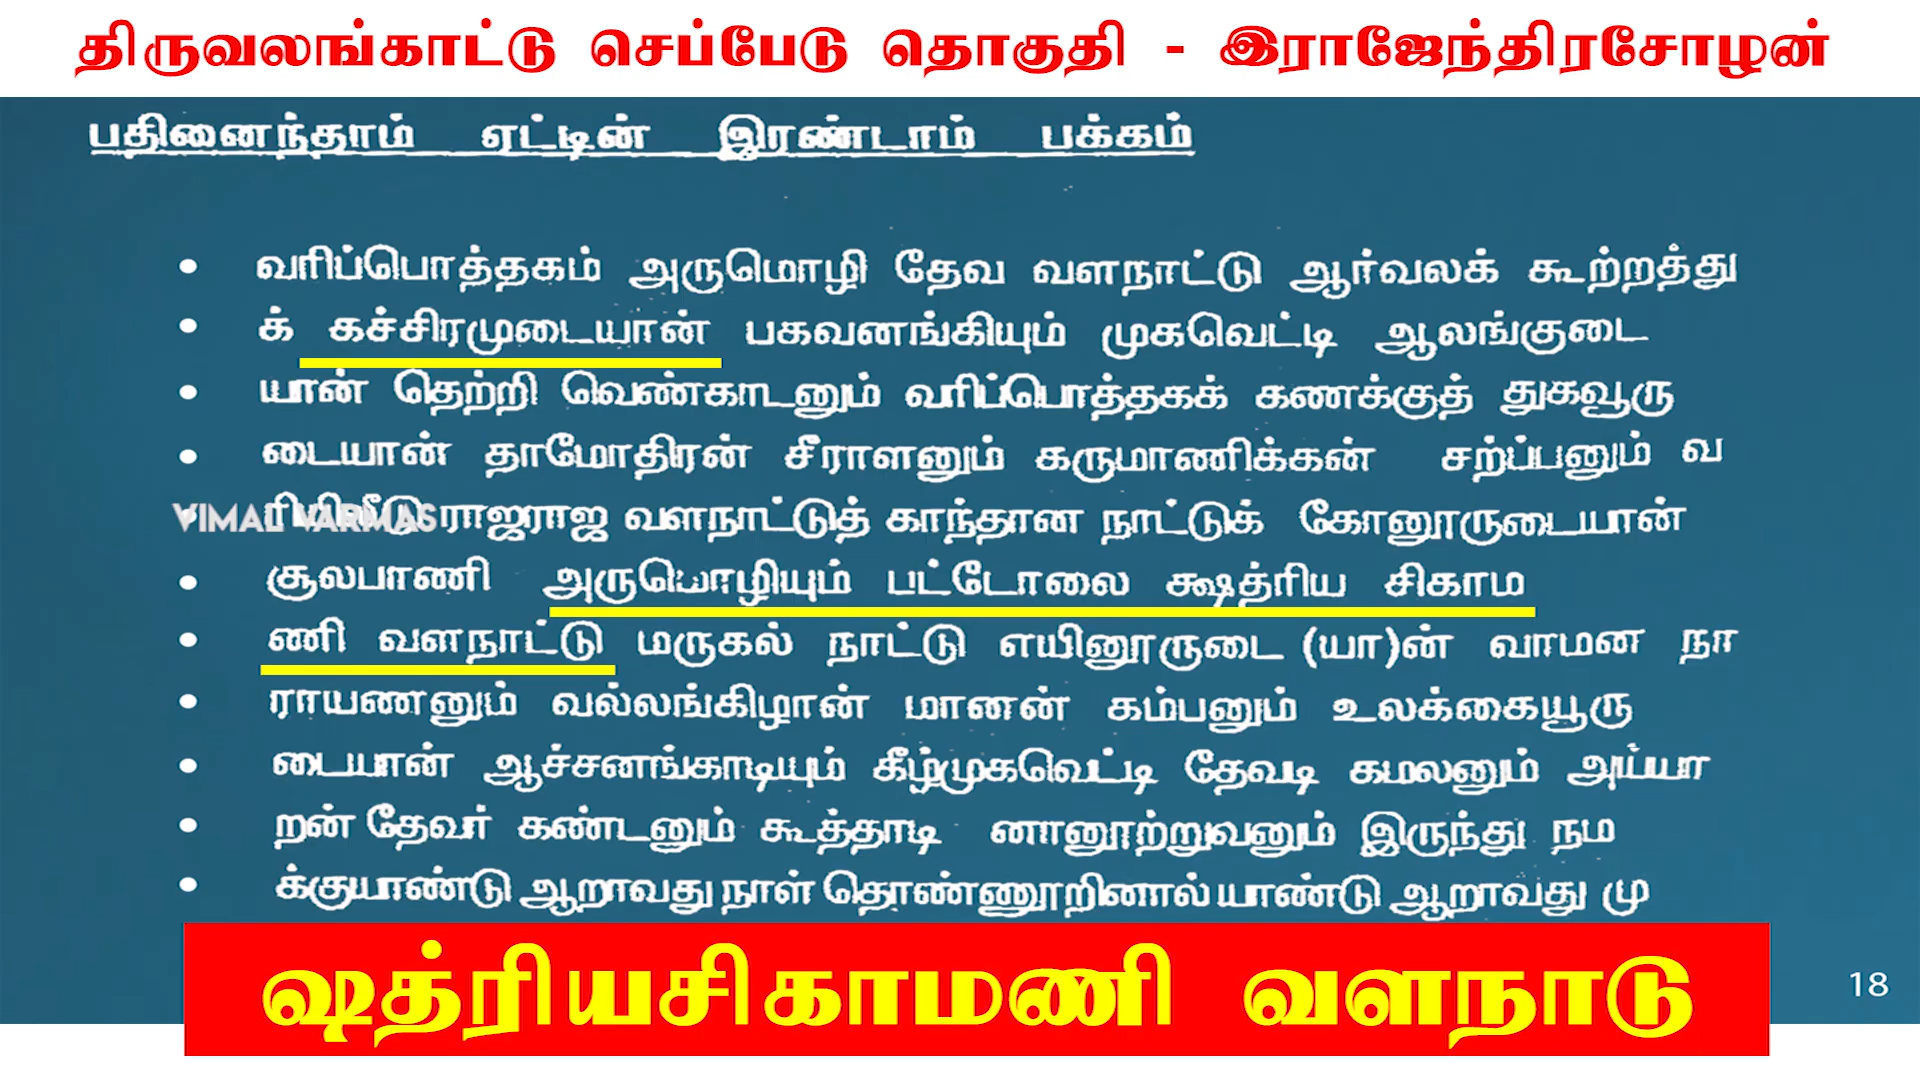 திருவலங்காட்டு செப்பேடு தொகுதி - இராஜேந்திரசோழன்
பதினைந்தாம் ஏட்டின் இரண்டாம் பக்கம்
• வரிப்பொத்தகம் அருமொழி தேவ வளநாட்டு ஆர்வலக் கூற்றத்து
• க் கச்சிரமுடையான் பகவனங்கியும் முகவெட்டி ஆலங்குடை
• யான் தெற்றி வெண்காடனும் வரிப்பொத்தகக் கணக்குத் துகவூரு
• டையான் தாமோதிரன் சீராளனும் கருமாணிக்கன் சற்ப்பனும் வ
• ராஜராஜ வளநாட்டுத் காந்தான நாட்டுக் கோனூருடையான்
• சூலபாணி அருமொழியும் பட்டோலை க்ஷத்ரிய சிகாம
• ணி வளநாட்டு மருகல் நாட்டு எயினூருடை (யா)ன் வாமன நா
• ராயணனும் வல்லங்கிழான் மானன் கம்பனும் உலக்கையூரு
• டையான் ஆச்சனங்காடியும் கீழ்முகவெட்டி தேவடி கமலனும் அய்யா
• றன் தேவர் கண்டனும் கூத்தாடி னானூற்றுவனும் இருந்து நம
• க்குயாண்டு ஆறாவது நாள் தொண்ணூறினால் யாண்டு ஆறாவது மு
VIMAL VARMAS
ஷத்ரியசிகாமணி வளநாடு
18